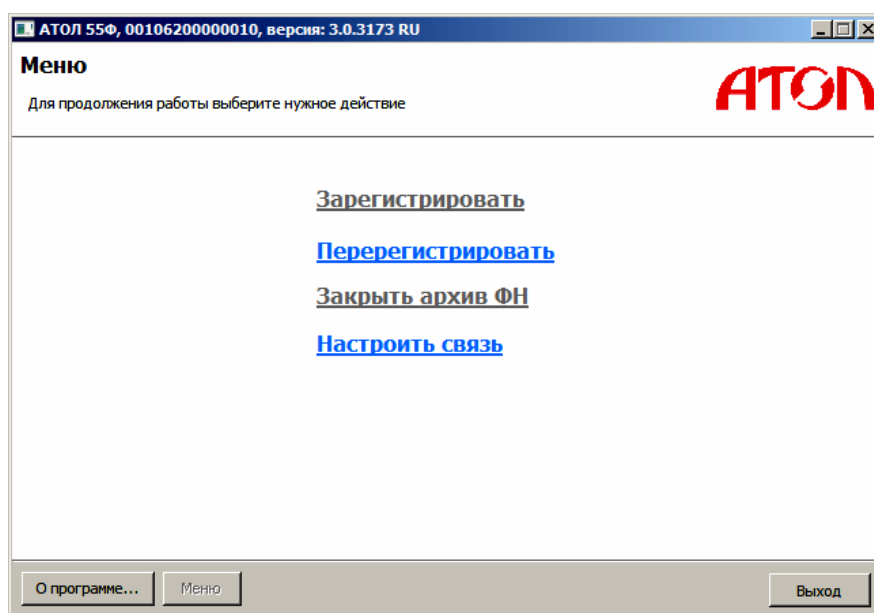 АТОЛ 55Ф, 00106200000010, версия: 3.0.3173 RU
Меню
Для продолжения работы выберите нужное действие
АТОЛ
Зарегистрировать
Перерегистрировать
Закрыть архив ФН
Настроить связь
О программе...
Меню
Выход